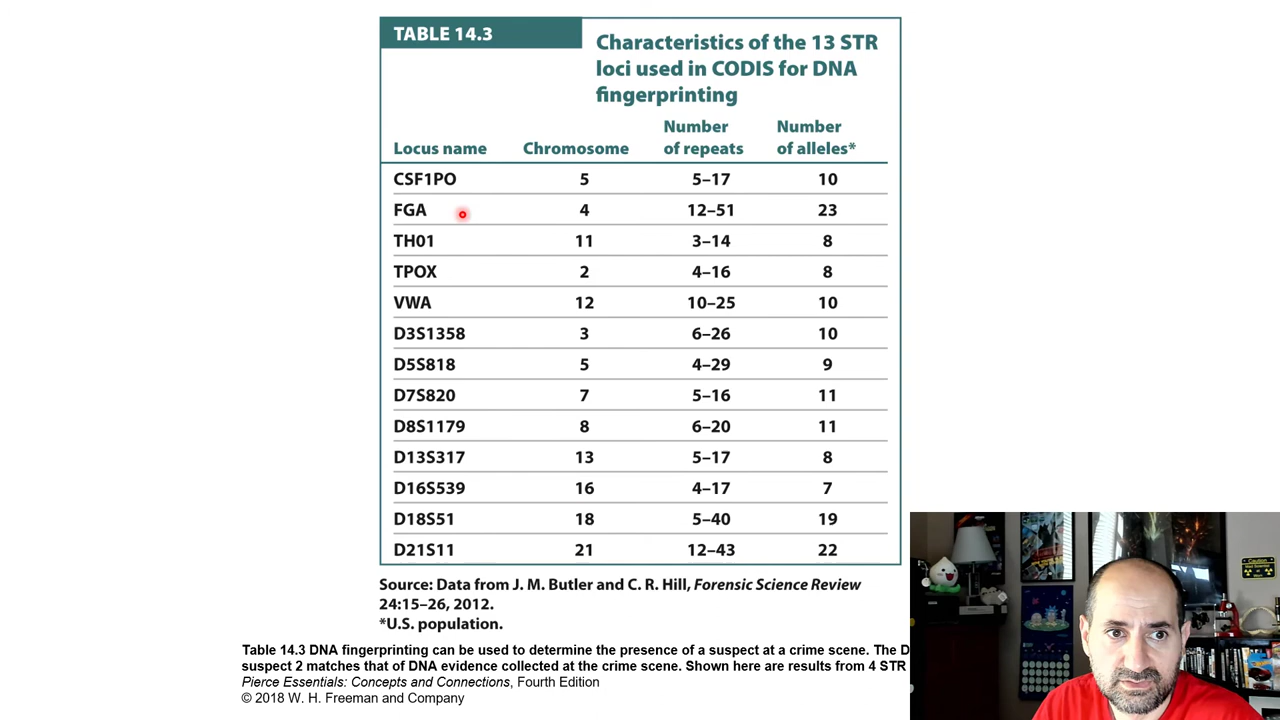 TABLE 14.3
Characteristics of the 13 STR
loci used in CODIS for DNA
fingerprinting
Locus name Chromosome Number of repeats Number of alleles*
CSF1PO 5 5–17 10
FGA 4 12–51 23
TH01 11 3–14 8
TPOX 2 4–16 8
VWA 12 10–25 10
D3S1358 3 6–26 10
D5S818 5 4–29 9
D7S820 7 5–16 11
D8S1179 8 6–20 11
D13S317 13 5–17 8
D16S539 16 4–17 7
D18S51 18 5–40 19
D21S11 21 12–43 22
Source: Data from J. M. Butler and C. R. Hill, Forensic Science Review
24:15–26, 2012.
*U.S. population.
Table 14.3 DNA fingerprinting can be used to determine the presence of a suspect at a crime scene. The D
suspect 2 matches that of DNA evidence collected at the crime scene. Shown here are results from 4 STR
Pierce Essentials: Concepts and Connections, Fourth Edition
© 2018 W. H. Freeman and Company
Caution